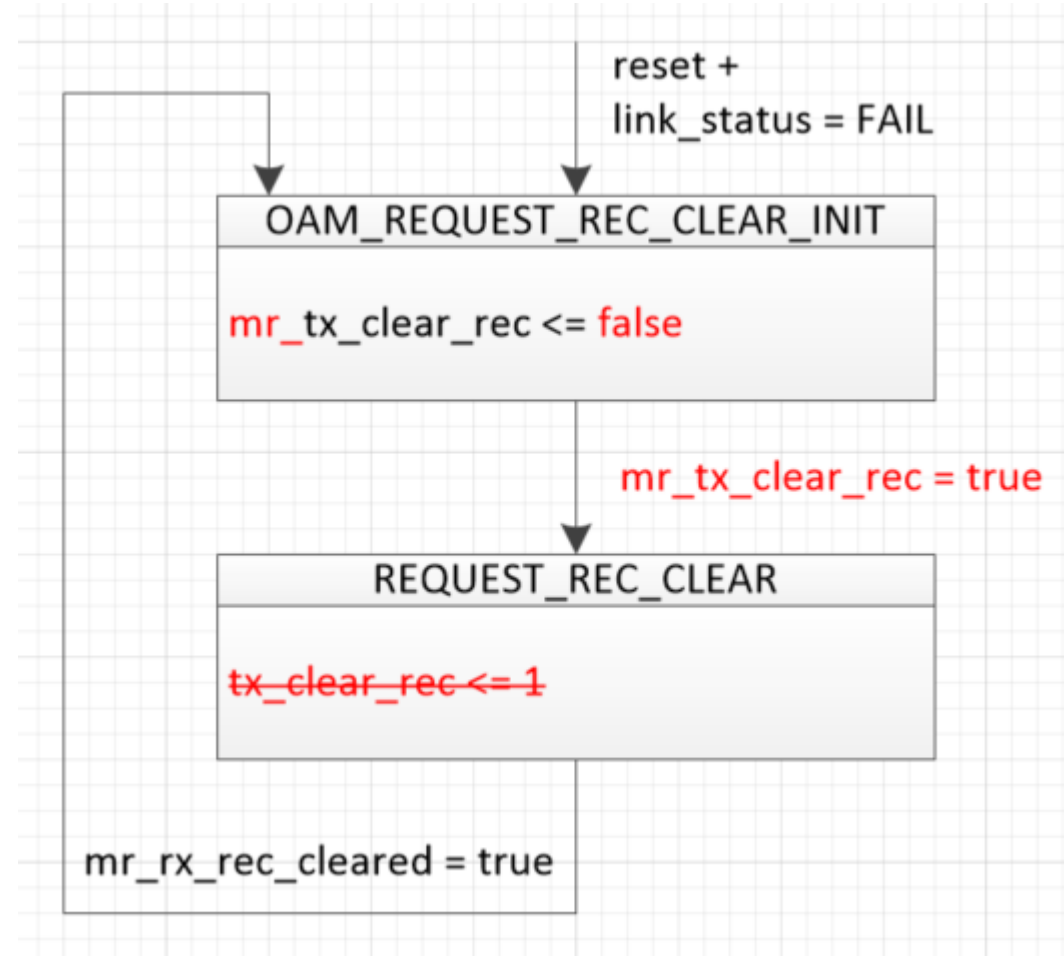 reset +
link_status = FAIL
OAM_REQUEST_REC_CLEAR_INIT
mr_tx_clear_rec <= false
mr_tx_clear_rec = true
REQUEST_REC_CLEAR
tx_clear_rec <= 1
mr_rx_rec_cleared = true